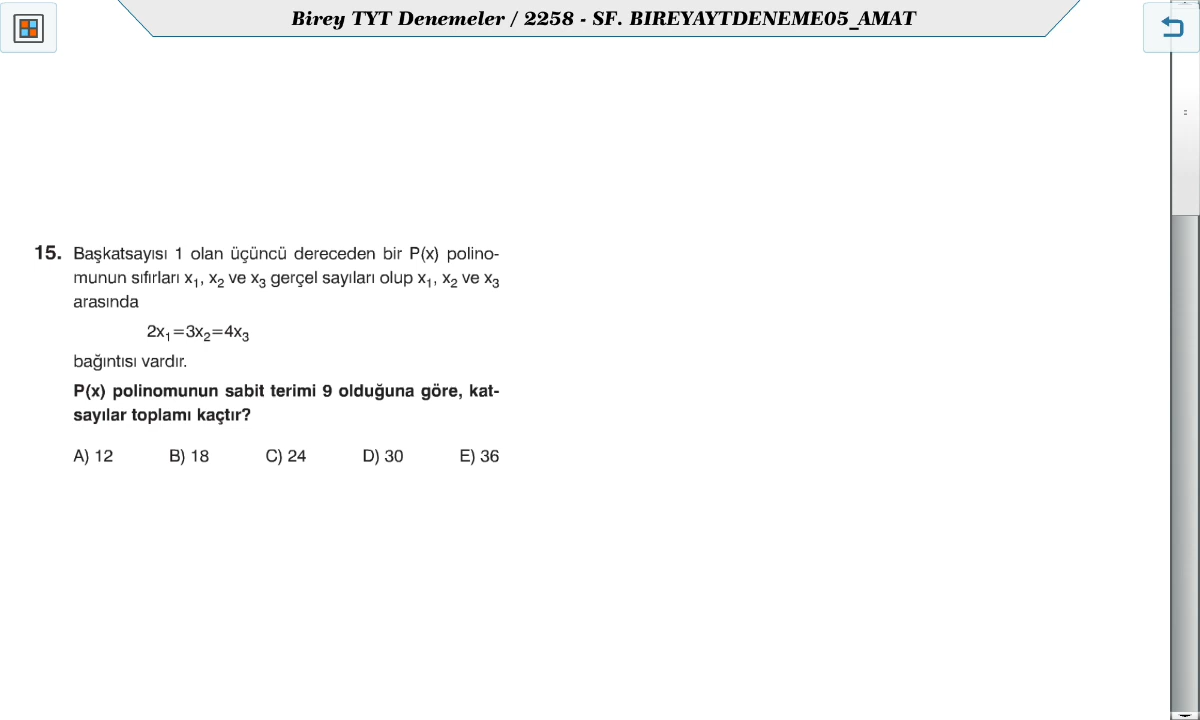 Birey TYT Denemeler / 2258 - SF. BIREYAYTDENEME05_AMAT
15. Başkatsayısı 1 olan üçüncü dereceden bir P(x) polino-
munun sıfırları x₁, x₂ ve x₃ gerçel sayıları olup x₁, x₂ ve x₃
arasında
2x₁=3x₂=4x₃
bağıntısı vardır.
P(x) polinomunun sabit terimi 9 olduğuna göre, kat-
sayılar toplamı kaçtır?
A) 12 B) 18 C) 24 D) 30 E) 36